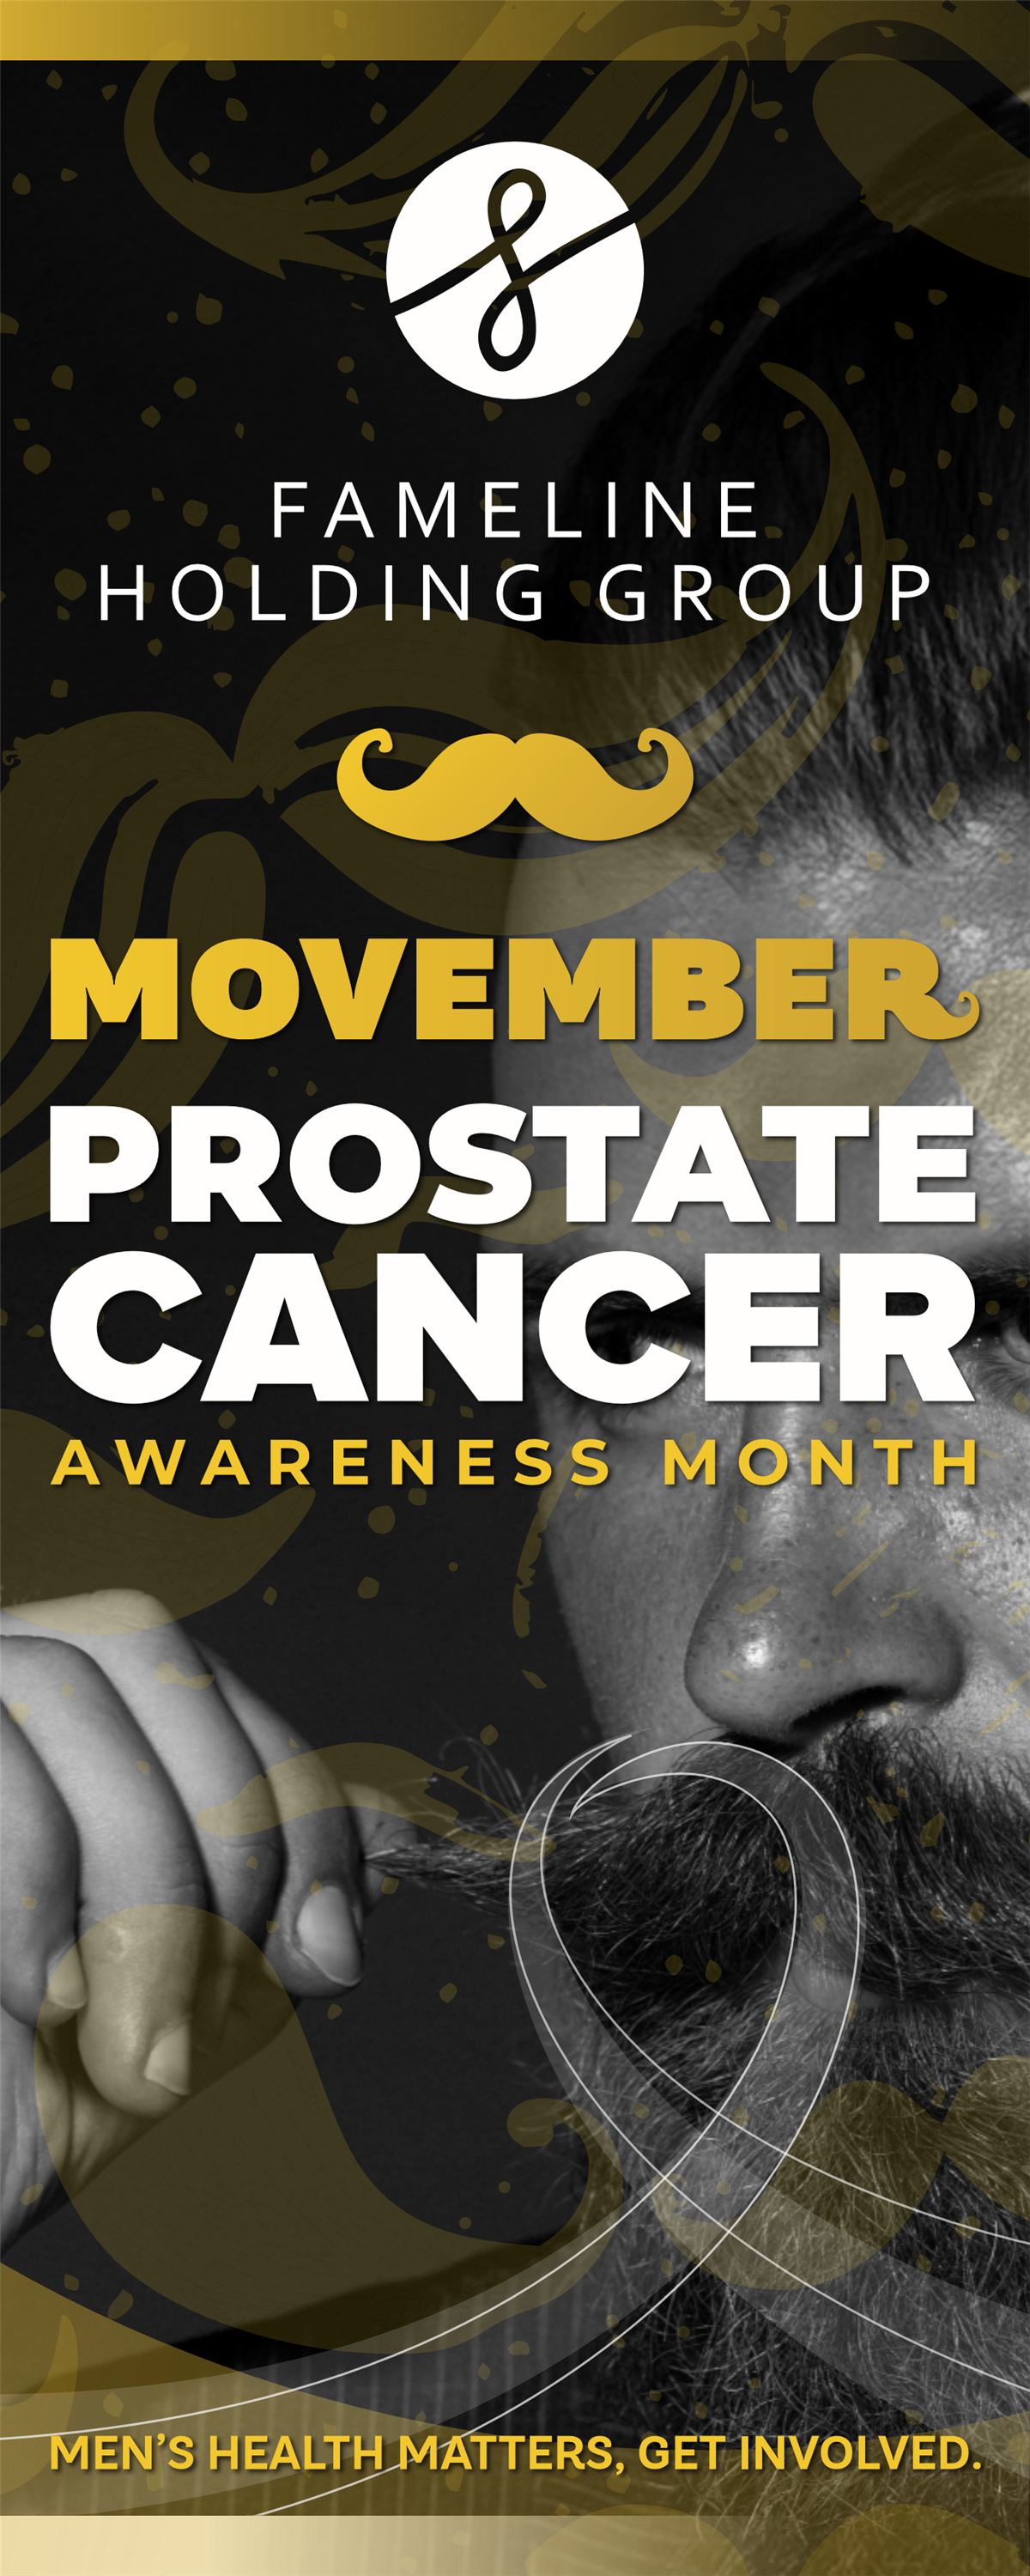 FAMELINE
HOLDING GROUP
MOVEMBER
PROSTATE
CANCER
AWARENESS MONTH
MEN'S HEALTH MATTERS, GET INVOLVED.